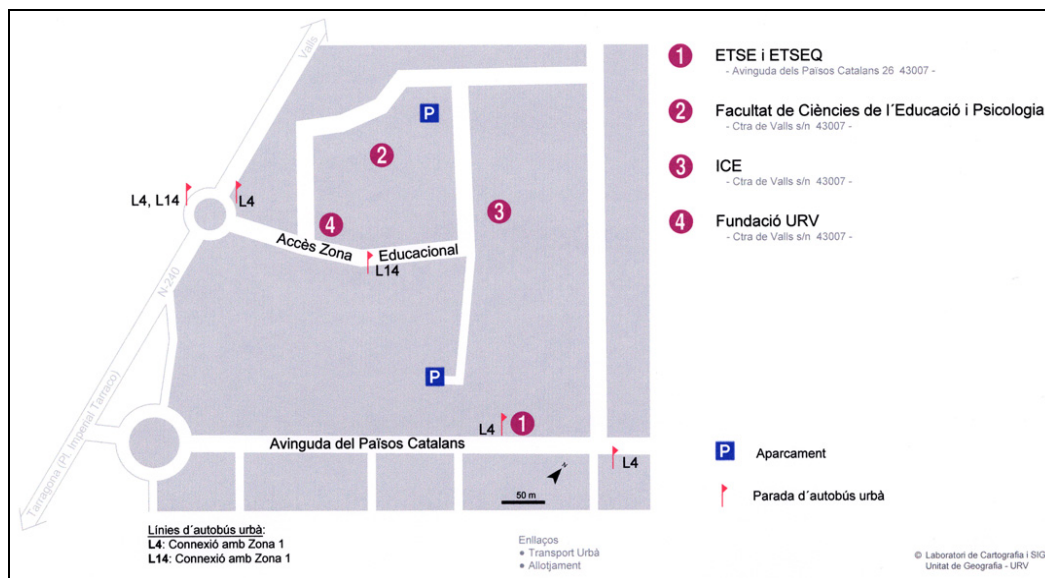 Valls
1 ETSE i ETSEQ
- Avinguda dels Països Catalans 26 43007 -
P
2 Facultat de Ciències de l´Educació i Psicologia
- Ctra de Valls s/n 43007 -
2
3 ICE
- Ctra de Valls s/n 43007 -
L4, L14
L4
4
3
4 Fundació URV
- Ctra de Valls s/n 43007 -
Accès Zona
Educacional
L14
N-240
P
Tarragona (Pl. Imperial Tarraco)
L4
1
Avinguda del Països Catalans
L4
P Aparcament
N
50 m
Parada d´autobús urbà
Línies d´autobús urbà:
L4: Connexió amb Zona 1
L14: Connexió amb Zona 1
Enllaços
• Transport Urbà
• Allotjament
© Laboratori de Cartografia i SIG
Unitat de Geografia - URV